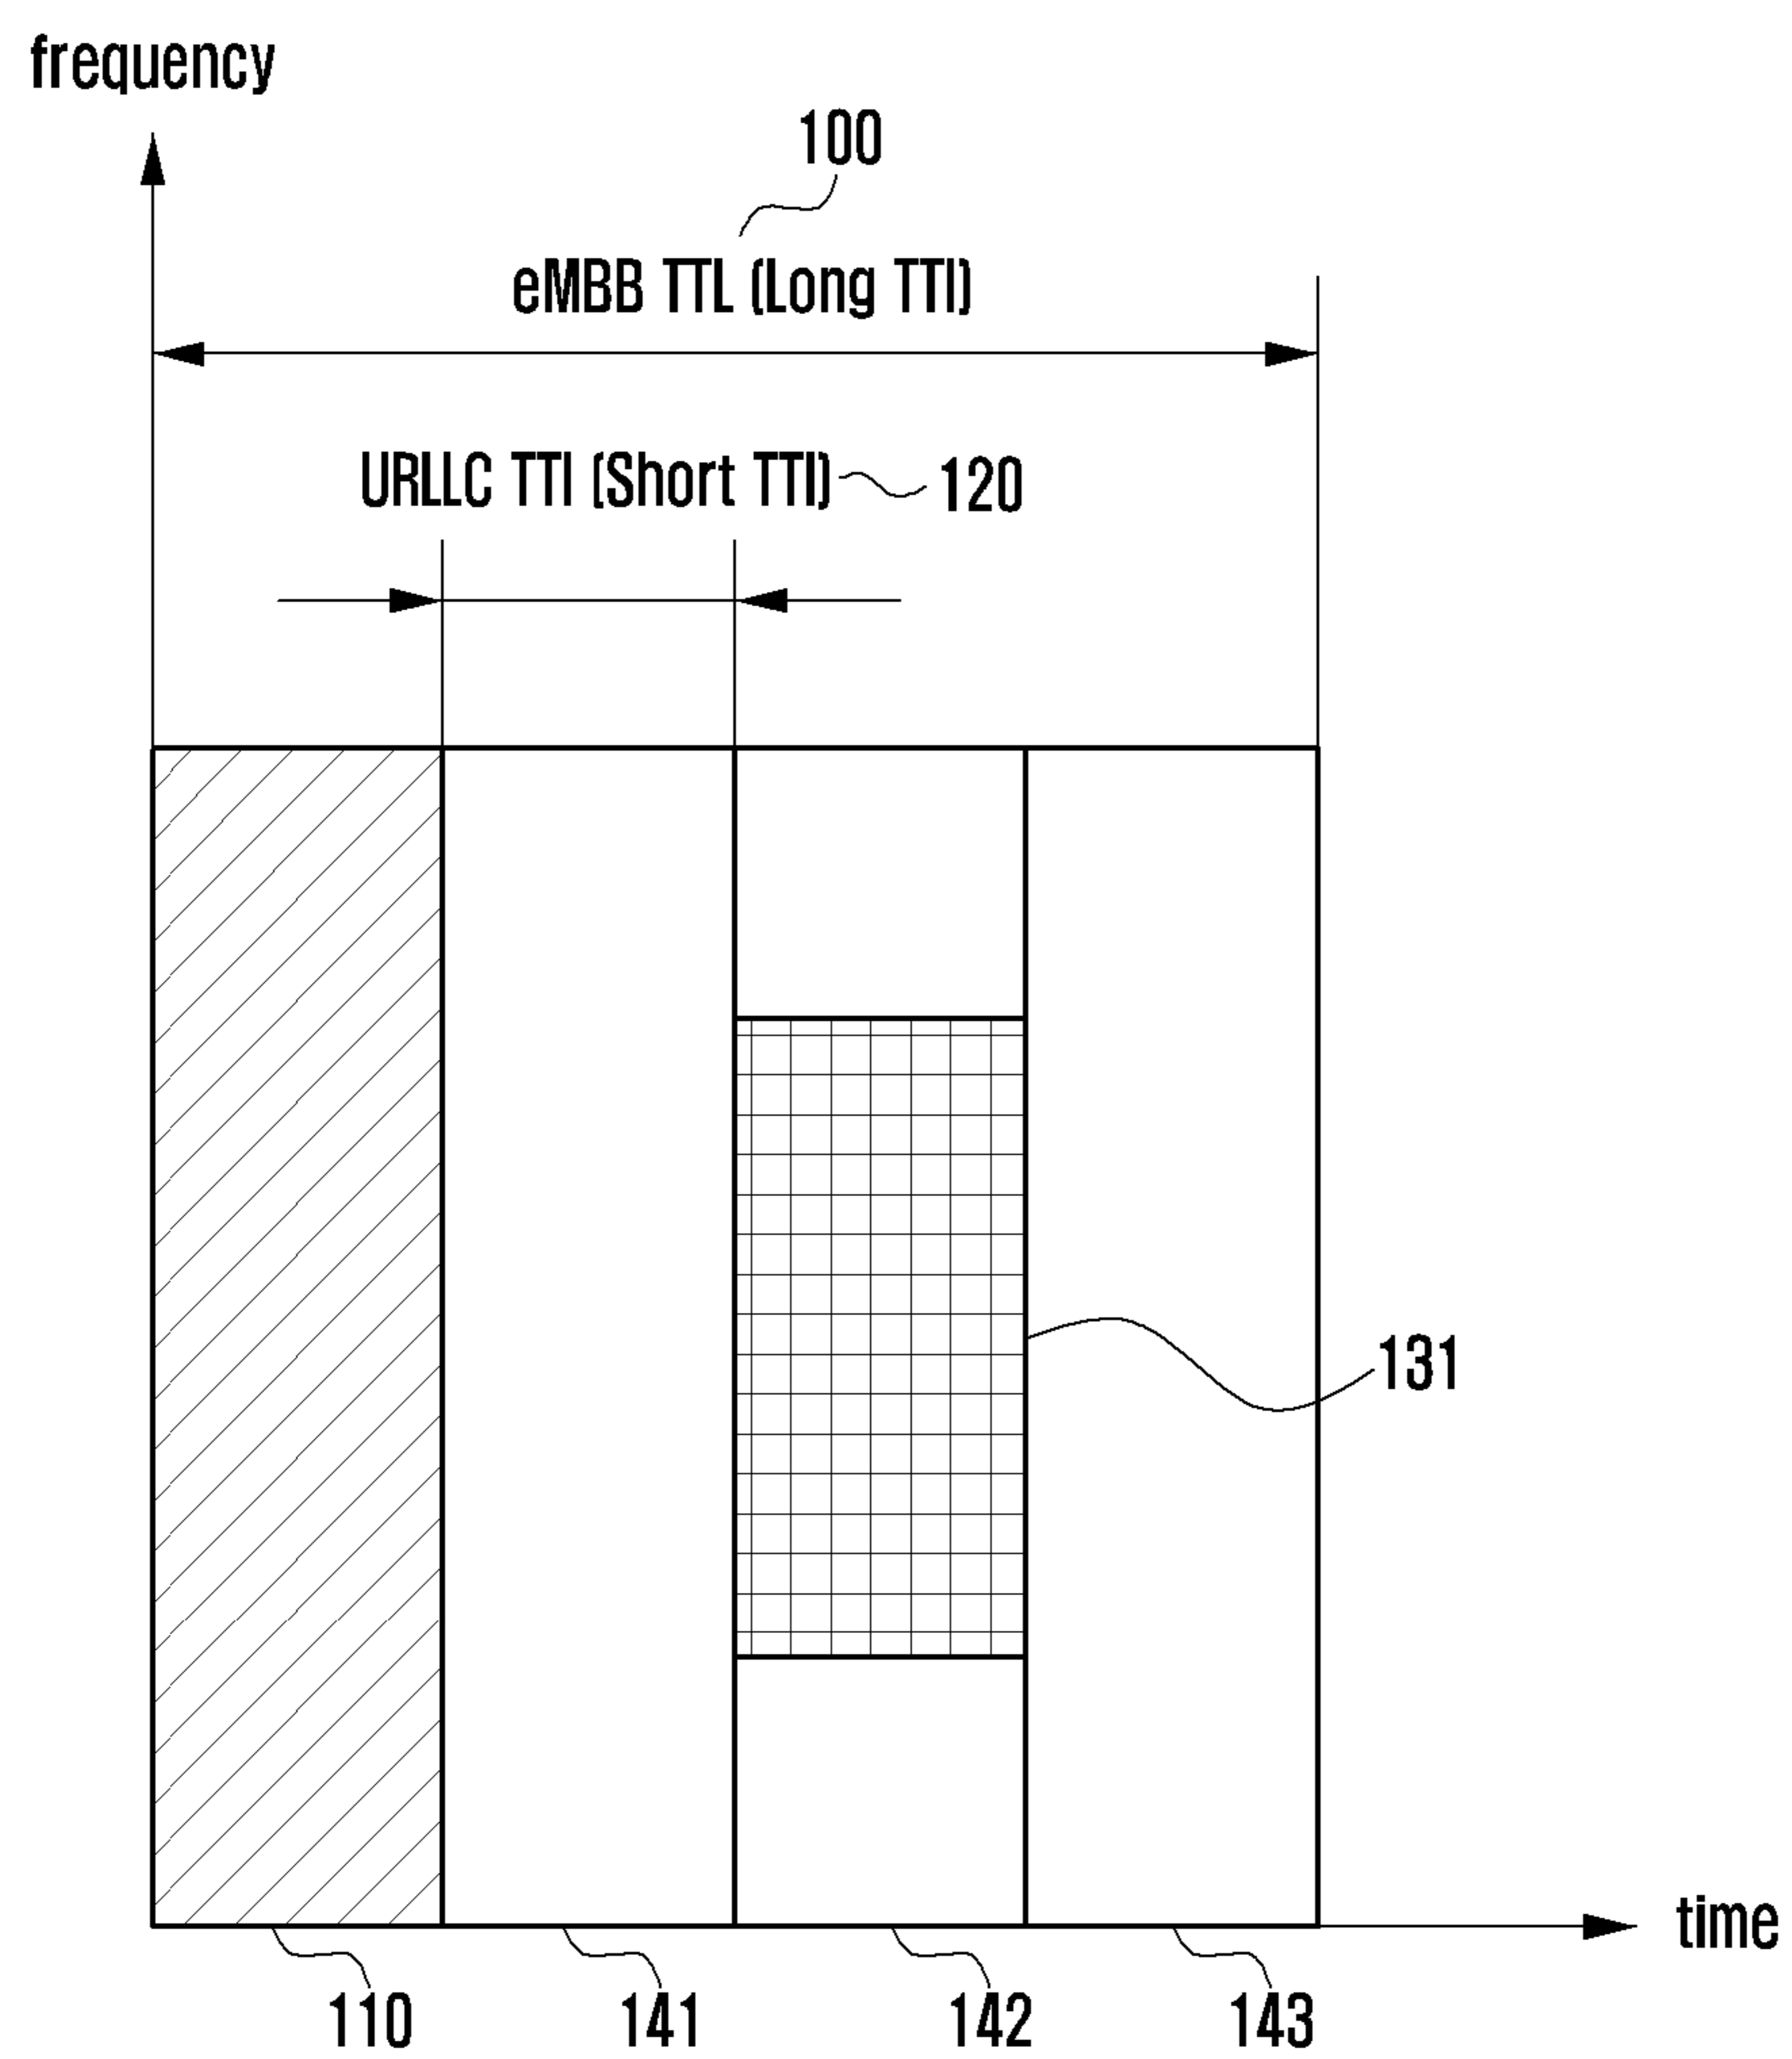 frequency
100
eMBB TTL (Long TTI)
URLLC TTI (Short TTI) 120
131
time
110 141 142 143